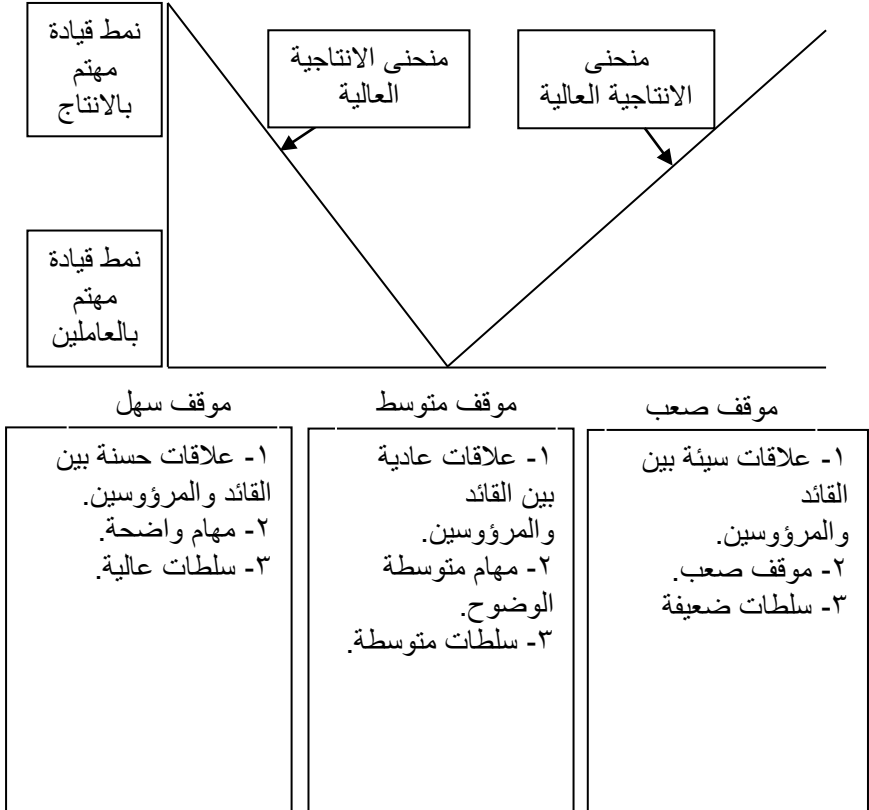 نمط قيادة
مهتم
بالانتاج
منحنى الانتاجية
العالية
منحنى
الانتاجية العالية
نمط قيادة
مهتم
بالعاملين
موقف سهل
موقف متوسط
موقف صعب
١- علاقات حسنة بين
القائد والمرؤوسين.
٢- مهام واضحة.
٣- سلطات عالية.
١- علاقات عادية
بين القائد
والمرؤوسين.
٢- مهام متوسطة
الوضوح.
٣- سلطات متوسطة.
١- علاقات سيئة بين
القائد
والمرؤوسين.
٢- موقف صعب.
٣- سلطات ضعيفة